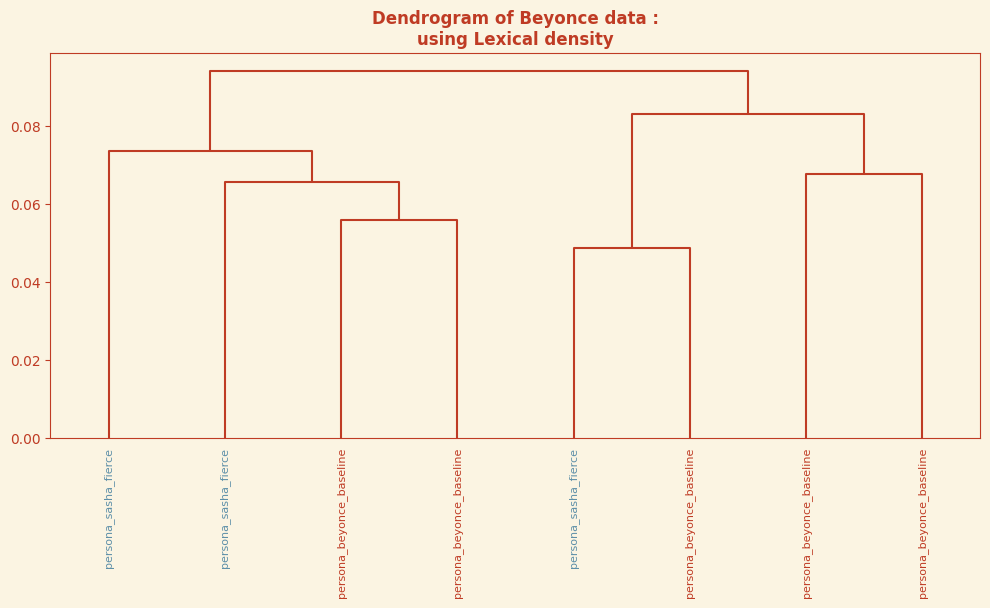 Dendrogram of Beyonce data :
using Lexical density
0.08
0.06
0.04
0.02
0.00
persona_sasha_fierce
persona_sasha_fierce
persona_beyonce_baseline
persona_beyonce_baseline
persona_sasha_fierce
persona_beyonce_baseline
persona_beyonce_baseline
persona_beyonce_baseline